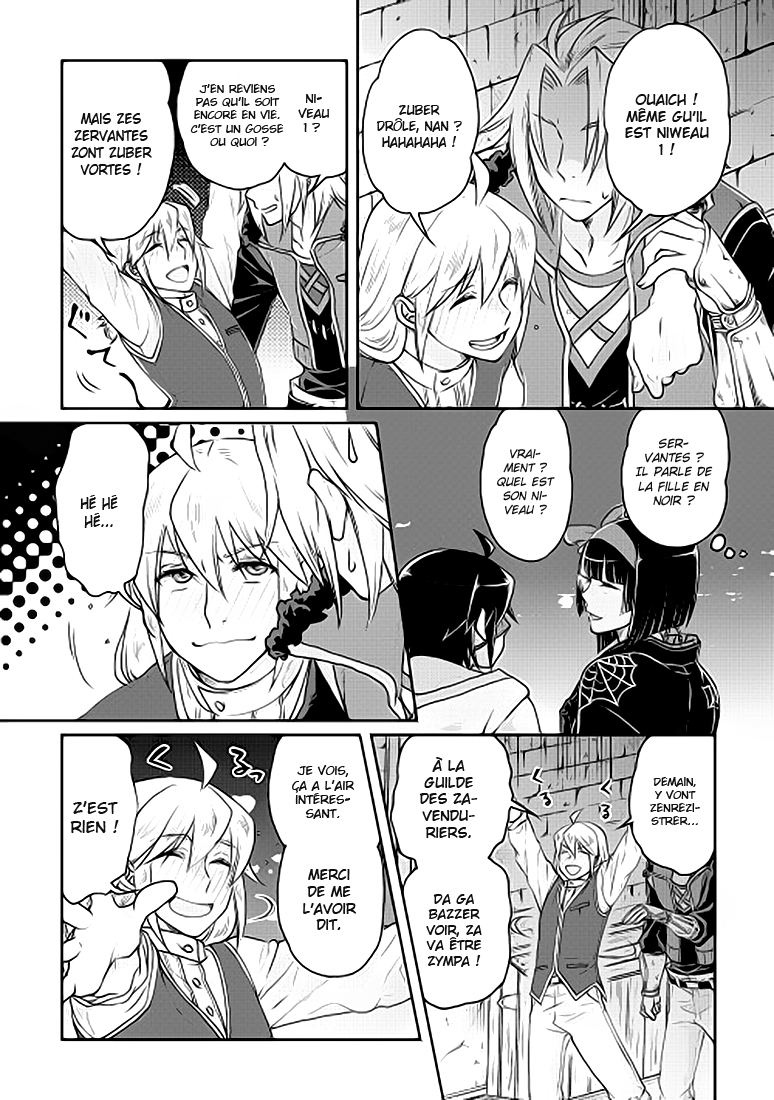 OUAICH !
MÊME GU'IL
EST NIWEAU
1 !
ZUBER
DRÔLE, NAN ?
HAHAHAHA !
NI-
VEAU
1 ?
J'EN REVIENS
PAS QU'IL SOIT
ENCORE EN VIE.
C'EST UN GOSSE
OU QUOI ?
MAIS ZES
ZERVANTES
ZONT ZUBER
VORTES !
SER-
VANTES ?
IL PARLE DE
LA FILLE EN
NOIR ?
VRAI-
MENT ?
QUEL EST
SON NI-
VEAU ?
HÉ HÉ
HÉ...
DEMAIN,
Y VONT
ZENREZI-
STRER...
À LA
GUILDE
DES ZA-
VENDU-
RIERS.
DA GA
BAZZER
VOIR, ZA
VA ÊTRE
ZYMPA !
JE VOIS,
ÇA A L'AIR
INTÉRES-
SANT.
MERCI
DE ME
L'AVOIR
DIT.
Z'EST
RIEN !